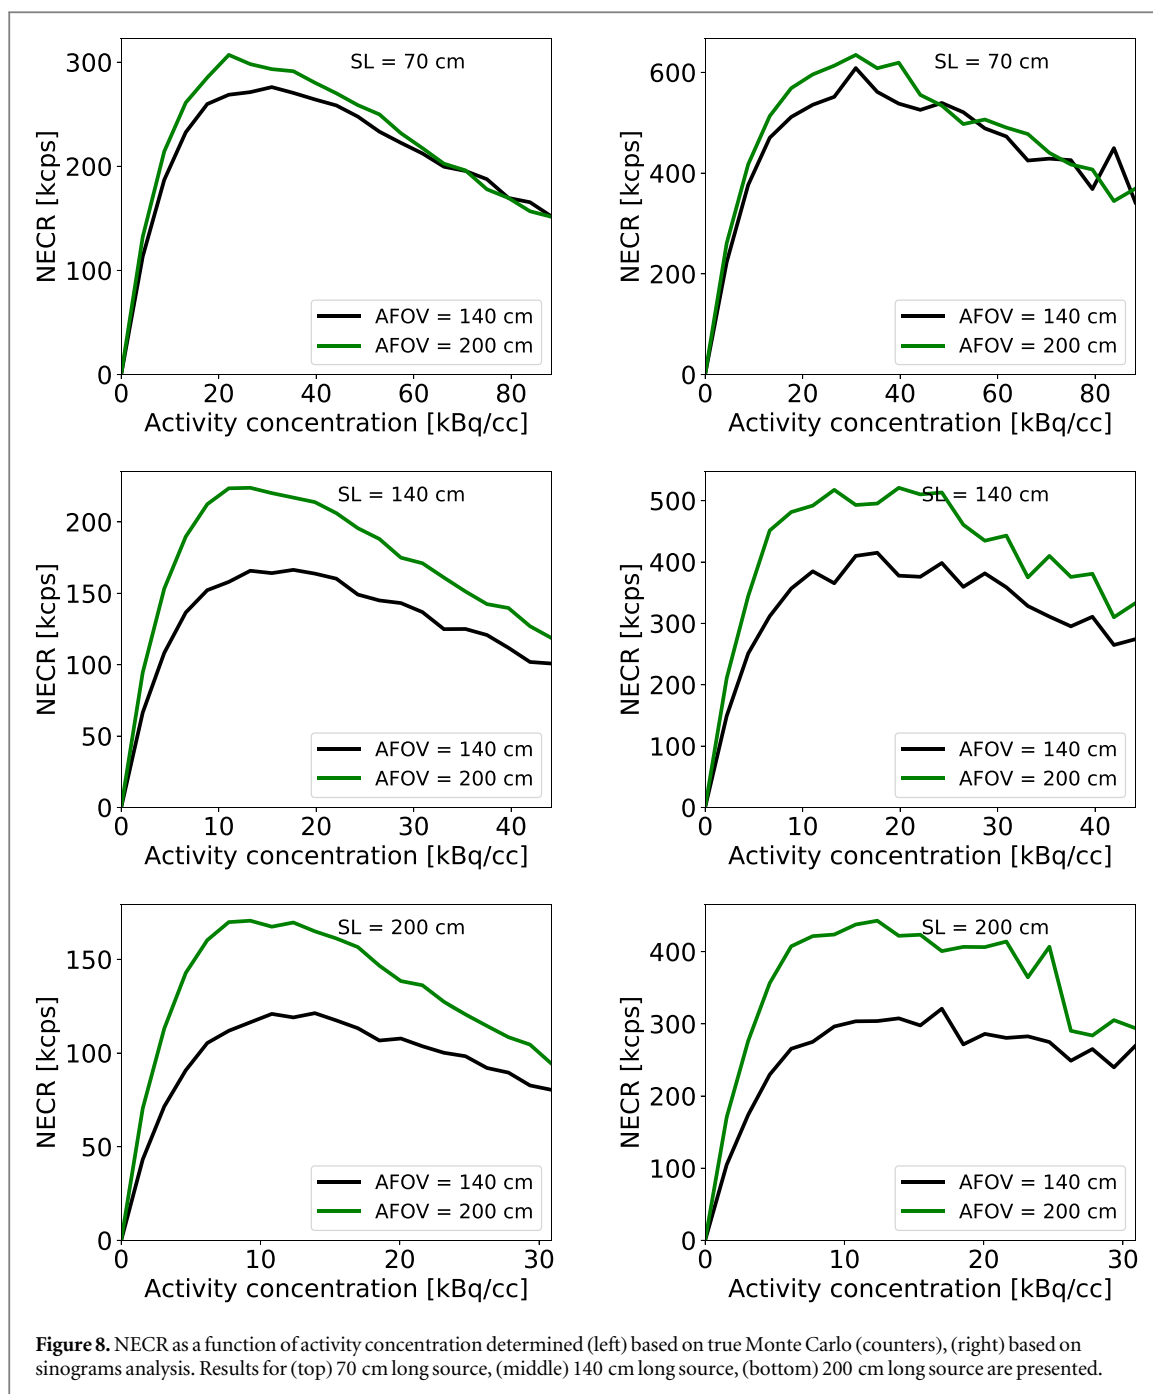 SL = 70 cm
NECR [kcps]
300
200
100
0
AFOV = 140 cm
AFOV = 200 cm
0 20 40 60 80
Activity concentration [kBq/cc]
SL = 70 cm
NECR [kcps]
600
400
200
0
AFOV = 140 cm
AFOV = 200 cm
0 20 40 60 80
Activity concentration [kBq/cc]
SL = 140 cm
NECR [kcps]
200
150
100
50
0
AFOV = 140 cm
AFOV = 200 cm
0 10 20 30 40
Activity concentration [kBq/cc]
SL = 140 cm
NECR [kcps]
500
400
300
200
100
0
AFOV = 140 cm
AFOV = 200 cm
0 10 20 30 40
Activity concentration [kBq/cc]
SL = 200 cm
NECR [kcps]
150
100
50
0
AFOV = 140 cm
AFOV = 200 cm
0 10 20 30
Activity concentration [kBq/cc]
SL = 200 cm
NECR [kcps]
400
300
200
100
0
AFOV = 140 cm
AFOV = 200 cm
0 10 20 30
Activity concentration [kBq/cc]
Figure 8. NECR as a function of activity concentration determined (left) based on true Monte Carlo (counters), (right) based on
sinograms analysis. Results for (top) 70 cm long source, (middle) 140 cm long source, (bottom) 200 cm long source are presented.